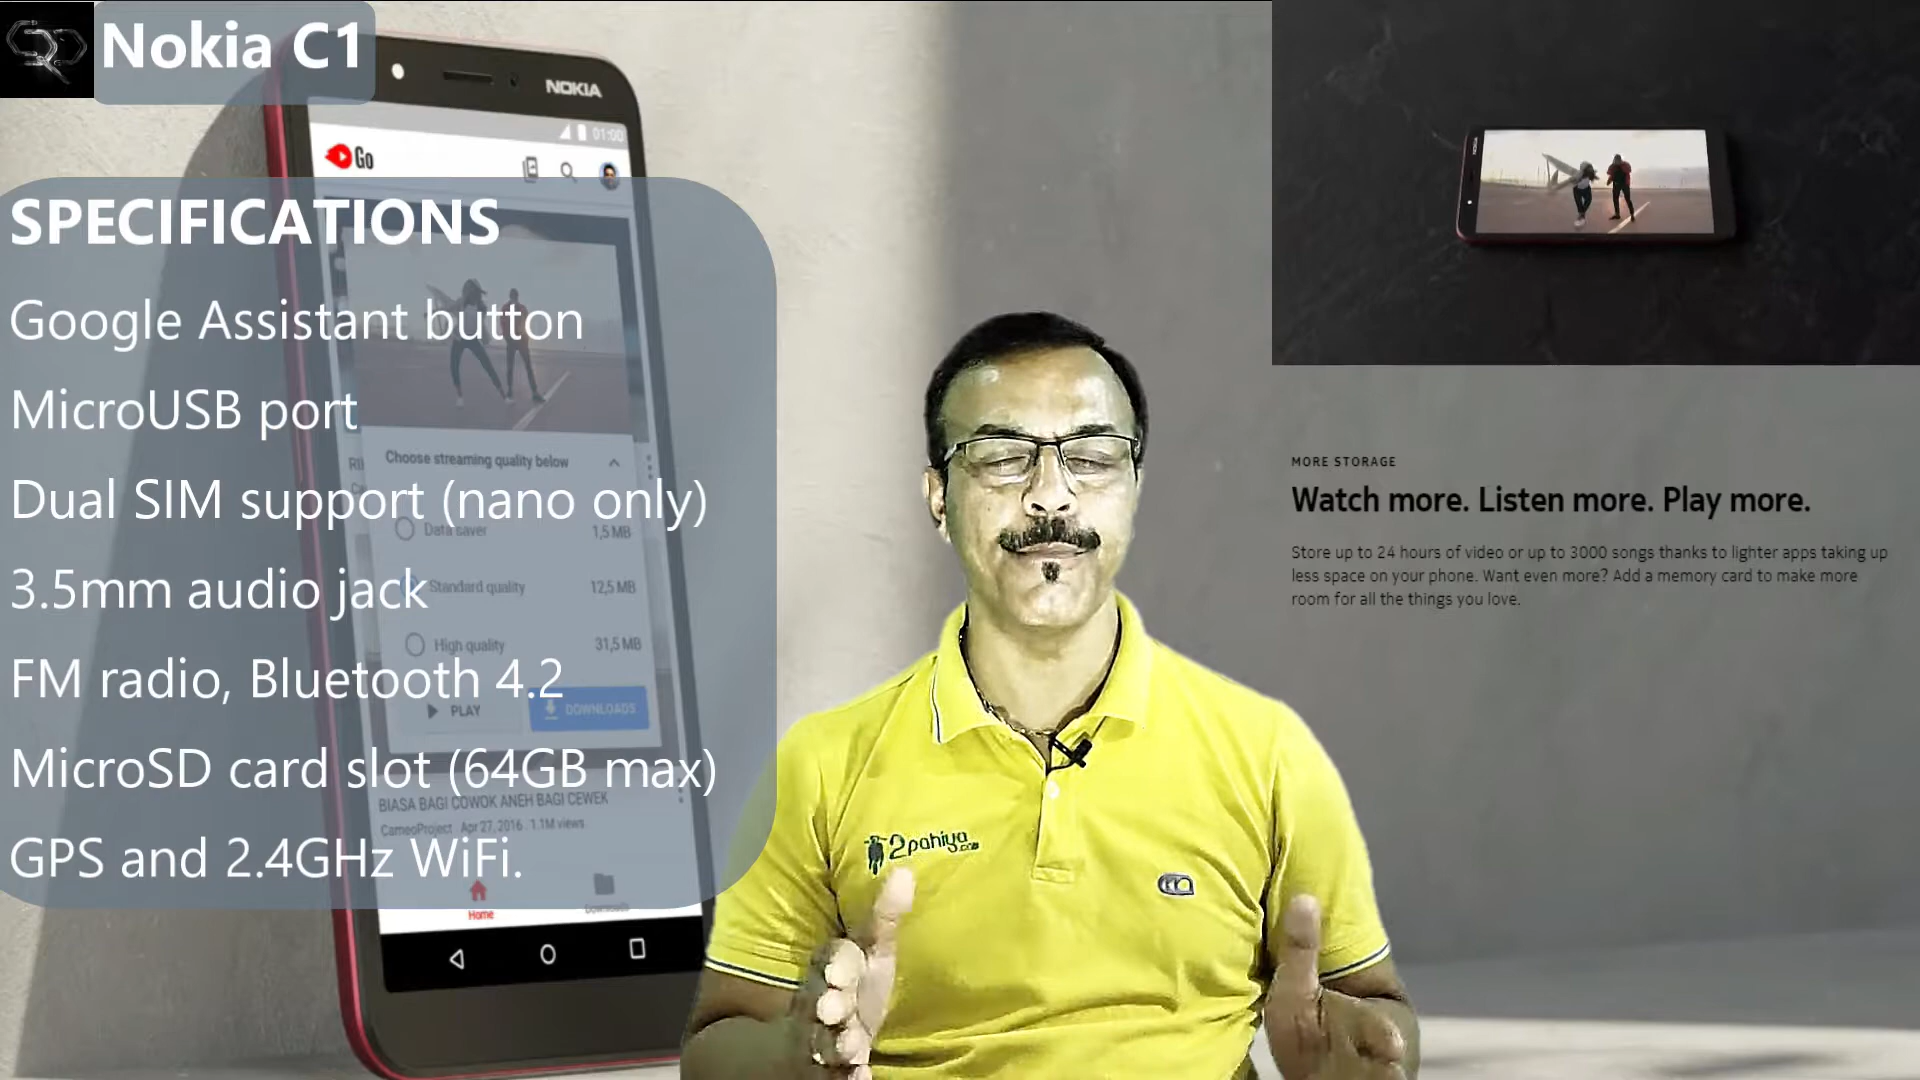 Nokia C1
NOKIA
01:00
Go
SPECIFICATIONS
Google Assistant button
MicroUSB port
Choose streaming quality below
Dual SIM support (nano only)
Data saver 1,5 MB
3.5mm audio jack
Standard quality 12,5 MB
High quality 31,5 MB
FM radio, Bluetooth 4.2
PLAY DOWNLOADS
MicroSD card slot (64GB max)
BIASA BAGI COWOK ANEH BAGI CEWEK
CameoProject Apr 27, 2016 1.1M views
GPS and 2.4GHz WiFi.
Home Downloads
NOKIA
MORE STORAGE
Watch more. Listen more. Play more.
Store up to 24 hours of video or up to 3000 songs thanks to lighter apps taking up
less space on your phone. Want even more? Add a memory card to make more
room for all the things you love.
2pahiya.com